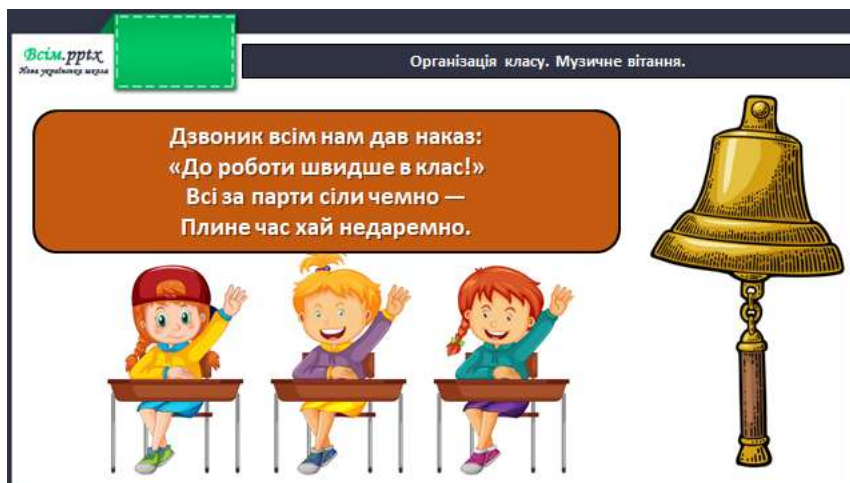 Всім.pptx
Нова українська школа
Організація класу. Музичне вітання.
Дзвоник всім нам дав наказ:
«До роботи швидше в клас!»
Всі за парти сіли чемно —
Плине час хай недаремно.